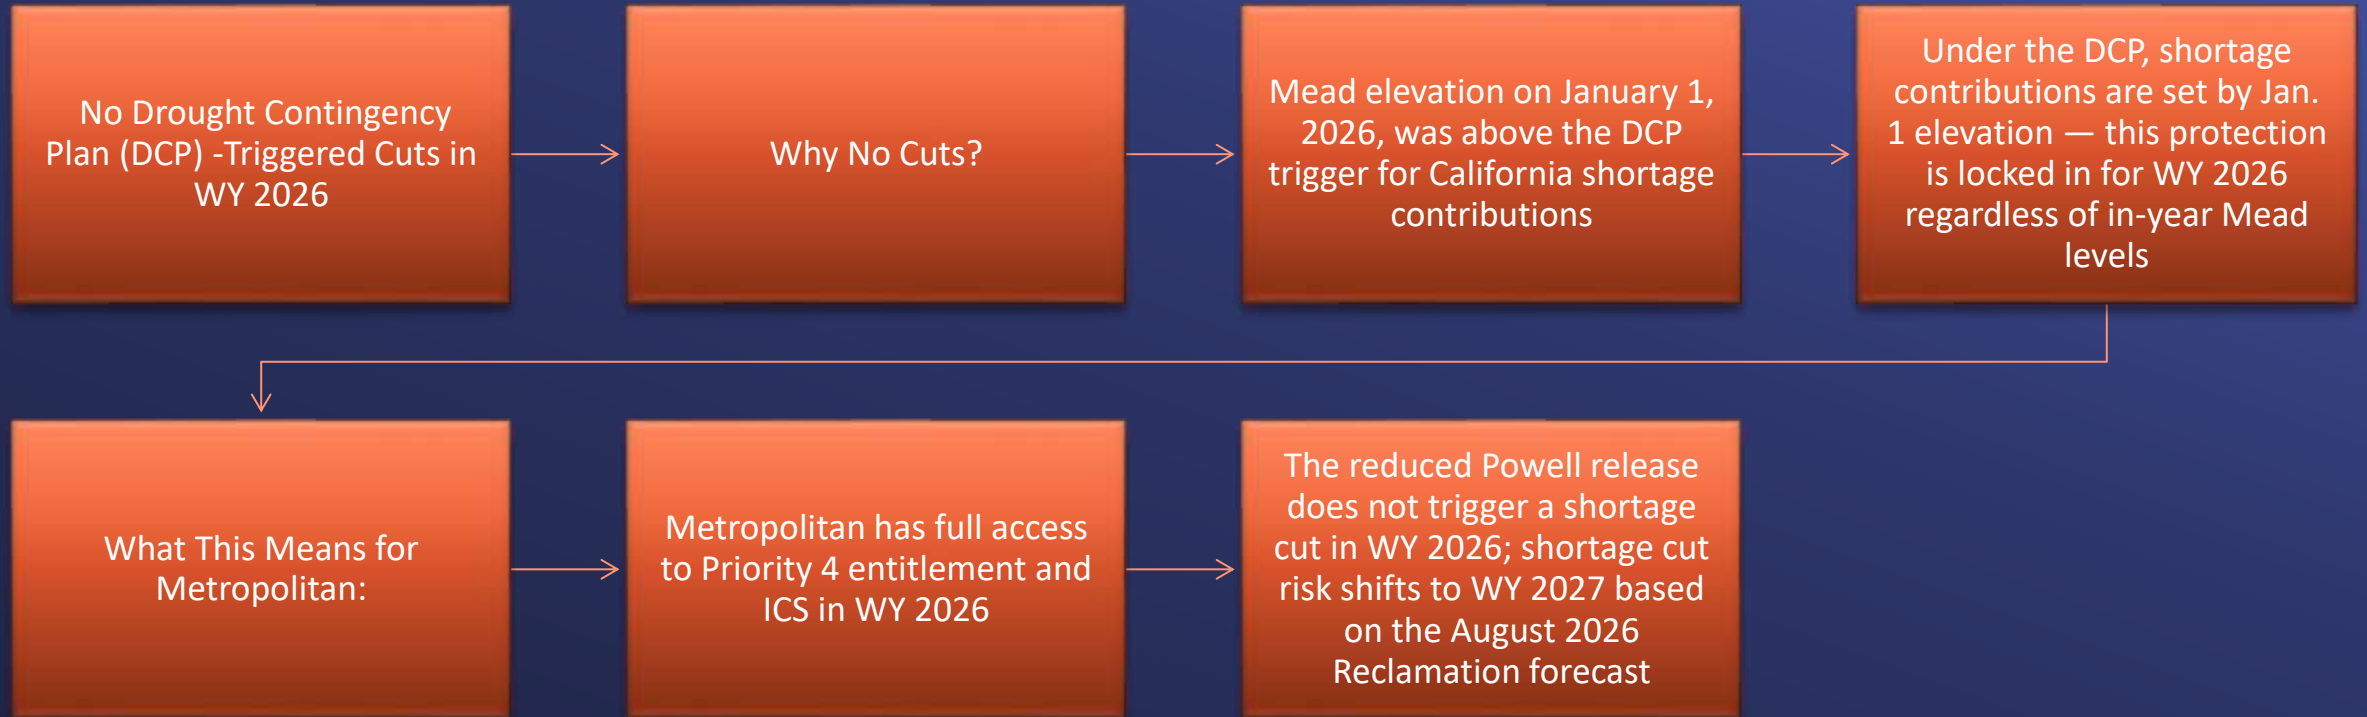 No Drought Contingency
Plan (DCP) -Triggered Cuts in
WY 2026
Why No Cuts?
Mead elevation on January 1,
2026, was above the DCP
trigger for California shortage
contributions
Under the DCP, shortage
contributions are set by Jan.
1 elevation — this protection
is locked in for WY 2026
regardless of in-year Mead
levels
What This Means for
Metropolitan:
Metropolitan has full access
to Priority 4 entitlement and
ICS in WY 2026
The reduced Powell release
does not trigger a shortage
cut in WY 2026; shortage cut
risk shifts to WY 2027 based
on the August 2026
Reclamation forecast